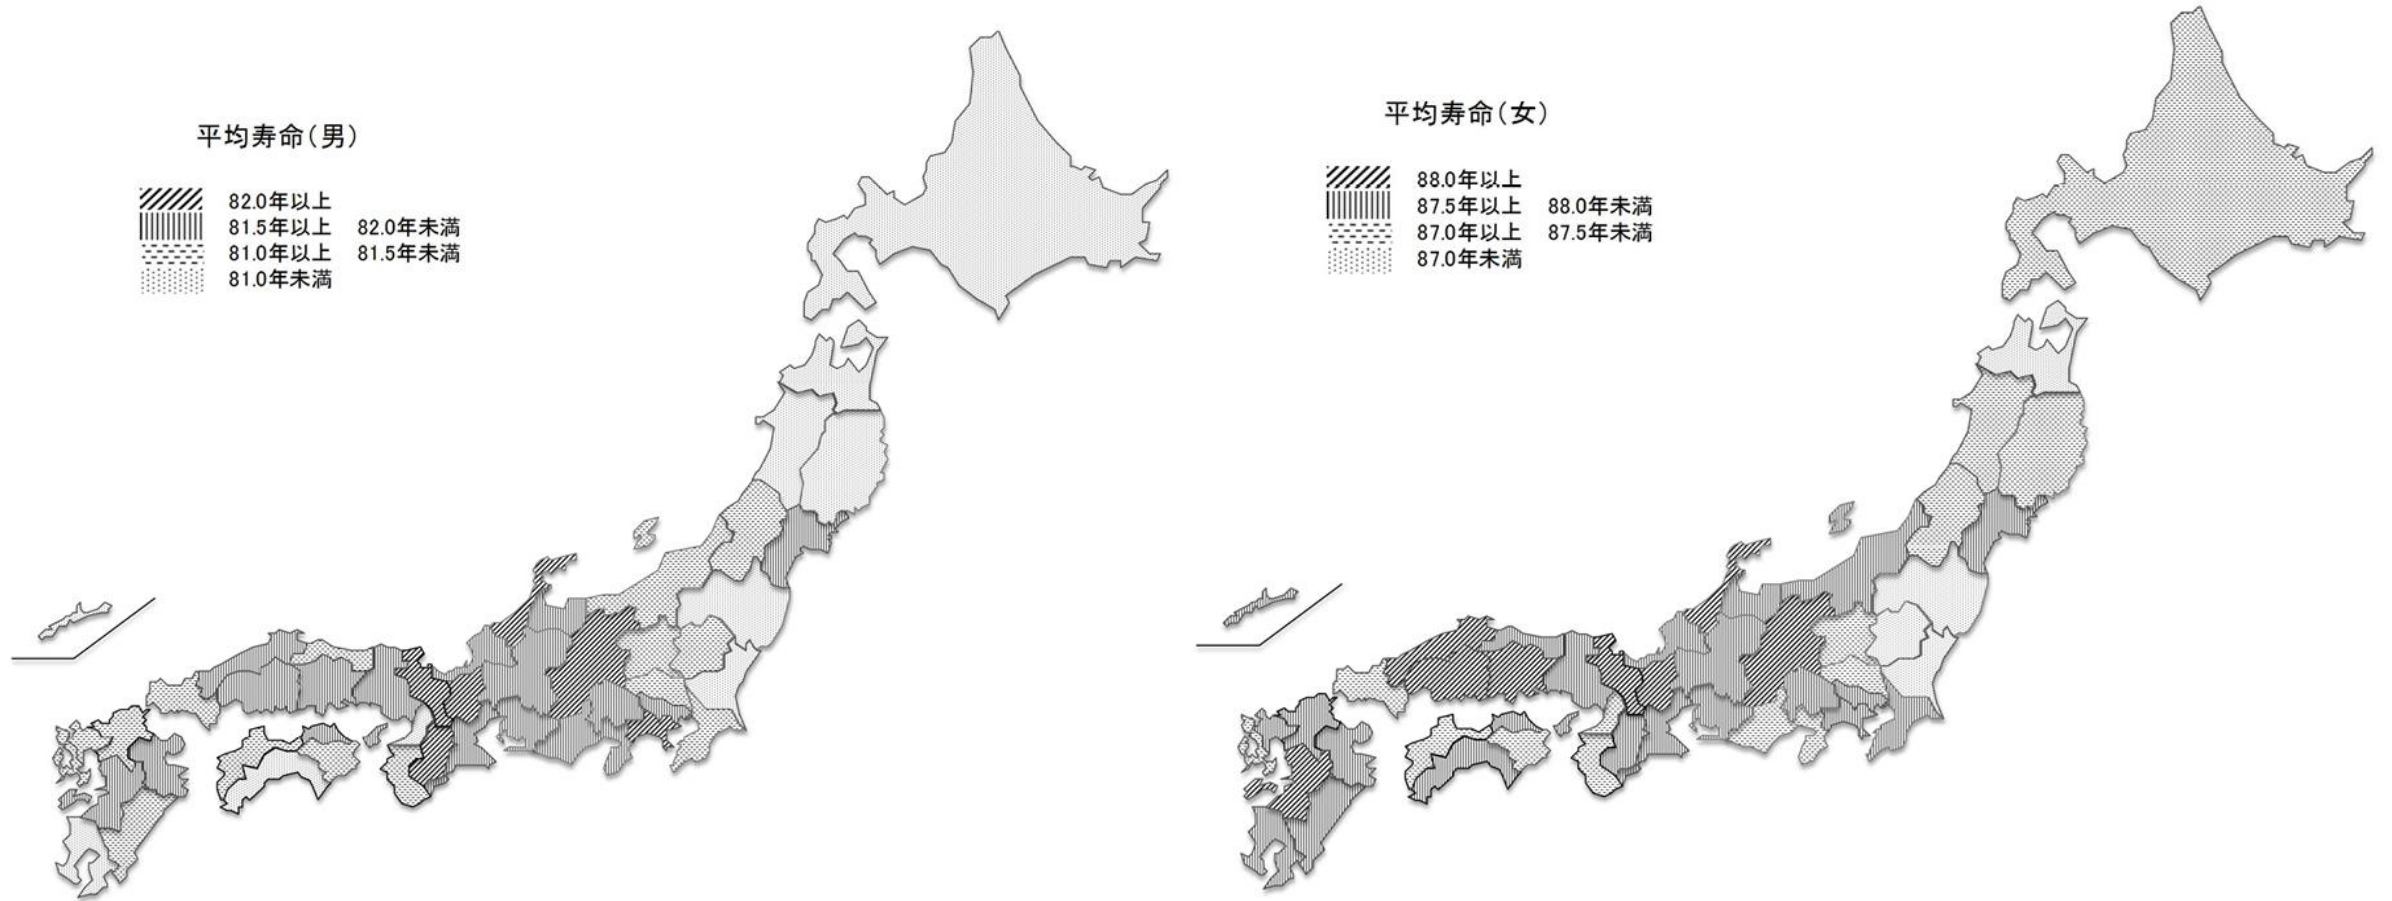 平均寿命(男)
82.0年以上
81.5年以上 82.0年未満
81.0年以上 81.5年未満
81.0年未満
平均寿命(女)
88.0年以上
87.5年以上 88.0年未満
87.0年以上 87.5年未満
87.0年未満